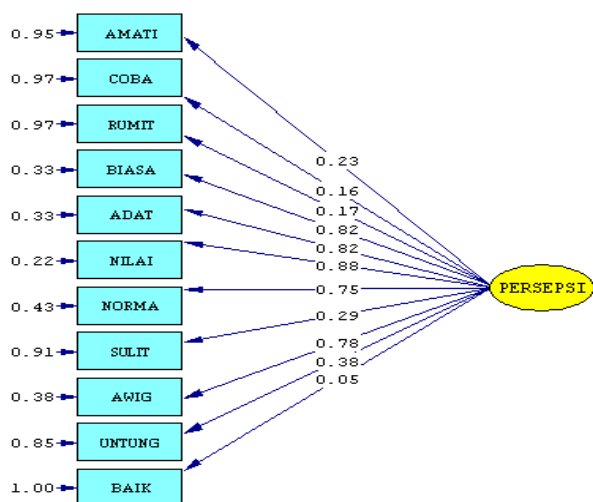 0.95 AMATI
0.97 COBA
0.97 RUMIT
0.33 BIASA
0.33 ADAT
0.22 NILAI
0.43 NORMA
0.91 SULIT
0.38 AWIG
0.85 UNTUNG
1.00 BAIK
0.23
0.16
0.17
0.82
0.82
0.88
0.75
0.29
0.78
0.38
0.05
PERSEPSI